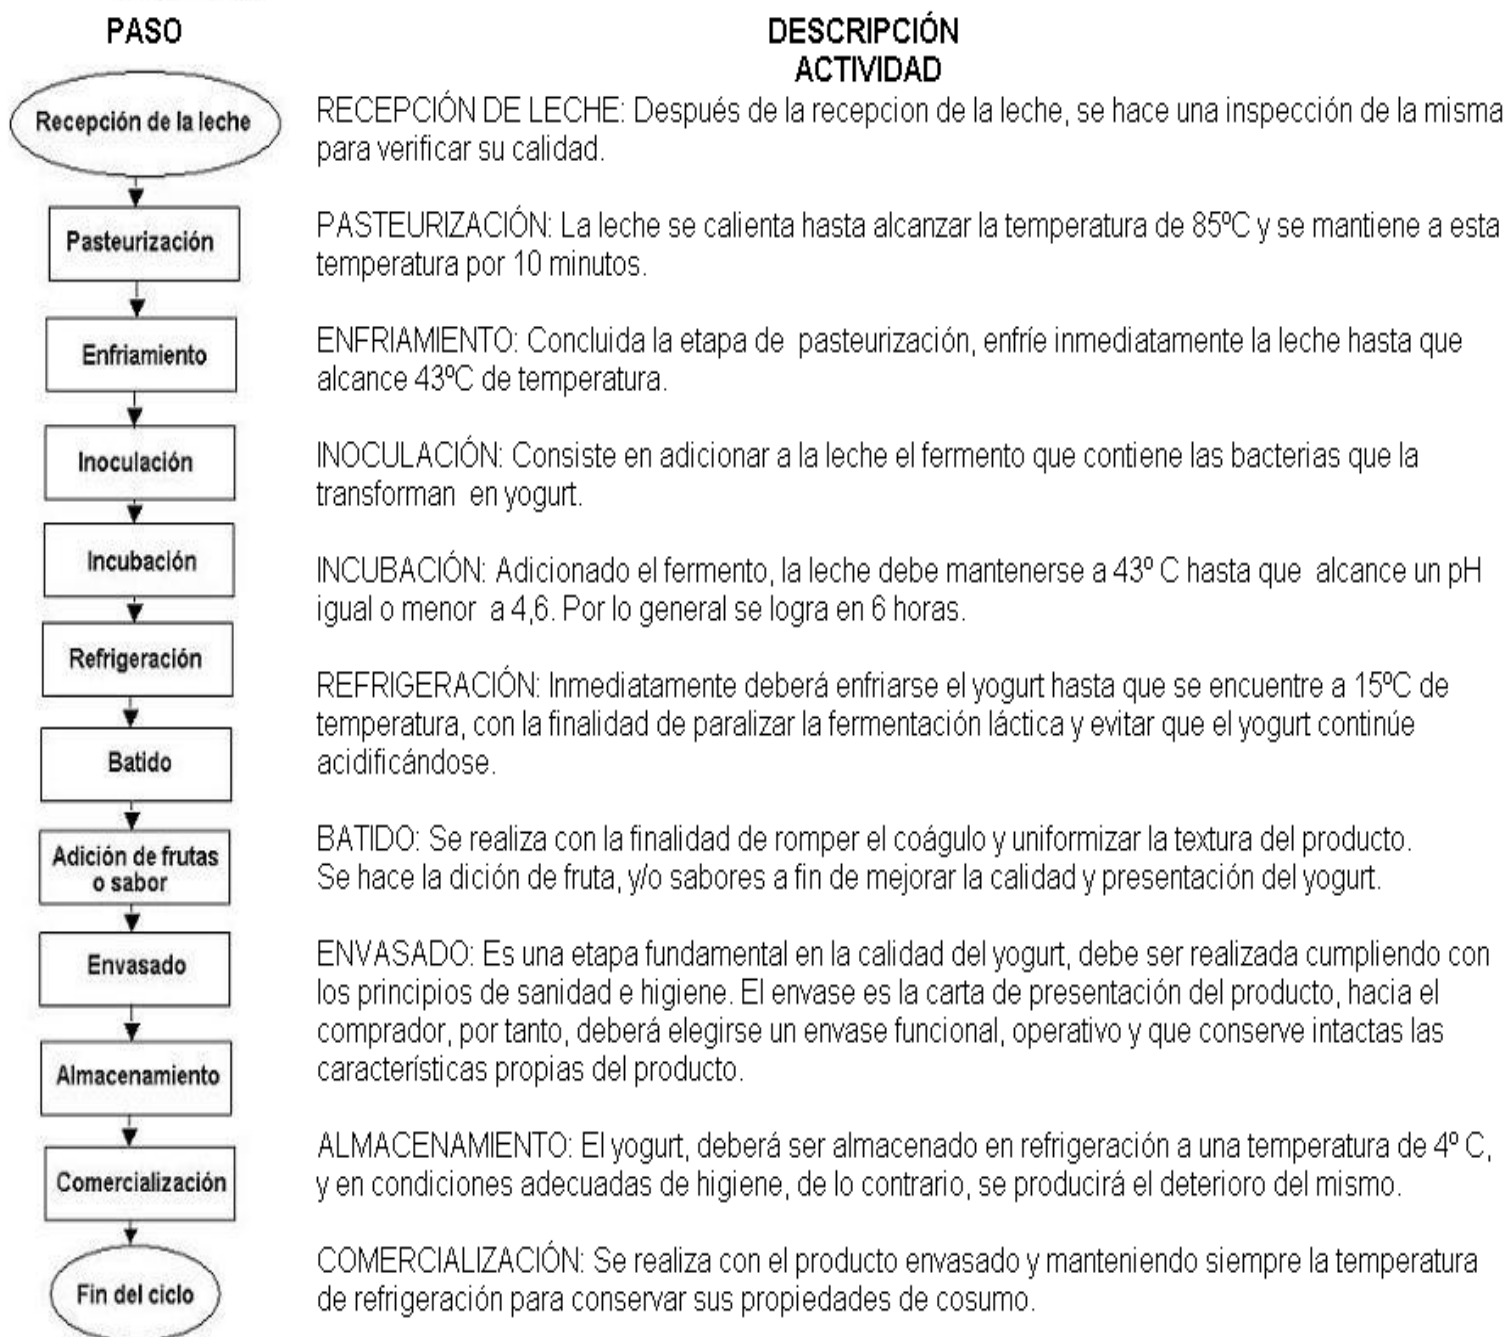 PASO
DESCRIPCIÓN
ACTIVIDAD
Recepción de la leche
RECEPCIÓN DE LECHE: Después de la recepcion de la leche, se hace una inspección de la misma
para verificar su calidad.
Pasteurización
PASTEURIZACIÓN: La leche se calienta hasta alcanzar la temperatura de 85ºC y se mantiene a esta
temperatura por 10 minutos.
Enfriamiento
ENFRIAMIENTO: Concluida la etapa de pasteurización, enfríe inmediatamente la leche hasta que
alcance 43ºC de temperatura.
Inoculación
INOCULACIÓN: Consiste en adicionar a la leche el fermento que contiene las bacterias que la
transforman en yogurt.
Incubación
INCUBACIÓN: Adicionado el fermento, la leche debe mantenerse a 43º C hasta que alcance un pH
igual o menor a 4,6. Por lo general se logra en 6 horas.
Refrigeración
REFRIGERACIÓN: Inmediatamente deberá enfriarse el yogurt hasta que se encuentre a 15ºC de
temperatura, con la finalidad de paralizar la fermentación láctica y evitar que el yogurt continúe
acidificándose.
Batido
BATIDO: Se realiza con la finalidad de romper el coágulo y uniformizar la textura del producto.
Se hace la dición de fruta, y/o sabores a fin de mejorar la calidad y presentación del yogurt.
Adición de frutas
o sabor
Envasado
ENVASADO: Es una etapa fundamental en la calidad del yogurt, debe ser realizada cumpliendo con
los principios de sanidad e higiene. El envase es la carta de presentación del producto, hacia el
comprador, por tanto, deberá elegirse un envase funcional, operativo y que conserve intactas las
características propias del producto.
Almacenamiento
ALMACENAMIENTO: El yogurt, deberá ser almacenado en refrigeración a una temperatura de 4º C,
y en condiciones adecuadas de higiene, de lo contrario, se producirá el deterioro del mismo.
Comercialización
COMERCIALIZACIÓN: Se realiza con el producto envasado y manteniendo siempre la temperatura
de refrigeración para conservar sus propiedades de cosumo.
Fin del ciclo